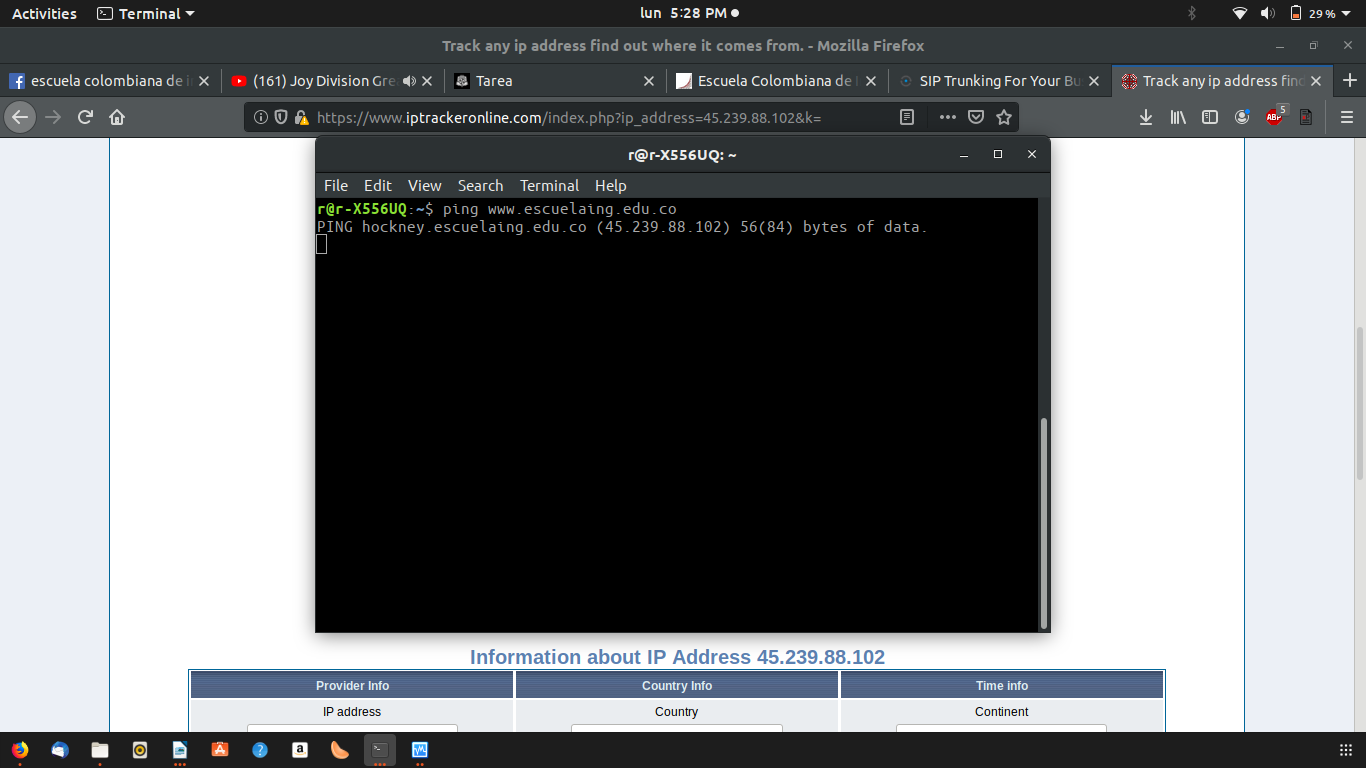 Activities Terminal lun 5:28 PM 29 %
Track any ip address find out where it comes from. - Mozilla Firefox
escuela colombiana de i (161) Joy Division Gre Tarea Escuela Colombiana de SIP Trunking For Your Bu Track any ip address find
https://www.iptrackeronline.com/index.php?ip_address=45.239.88.102&k= ABP 5
r@r-X556UQ: ~
File Edit View Search Terminal Help
r@r-X556UQ:~$ ping www.escuelaing.edu.co
PING hockney.escuelaing.edu.co (45.239.88.102) 56(84) bytes of data.
Information about IP Address 45.239.88.102
Provider Info Country Info Time info
IP address Country Continent